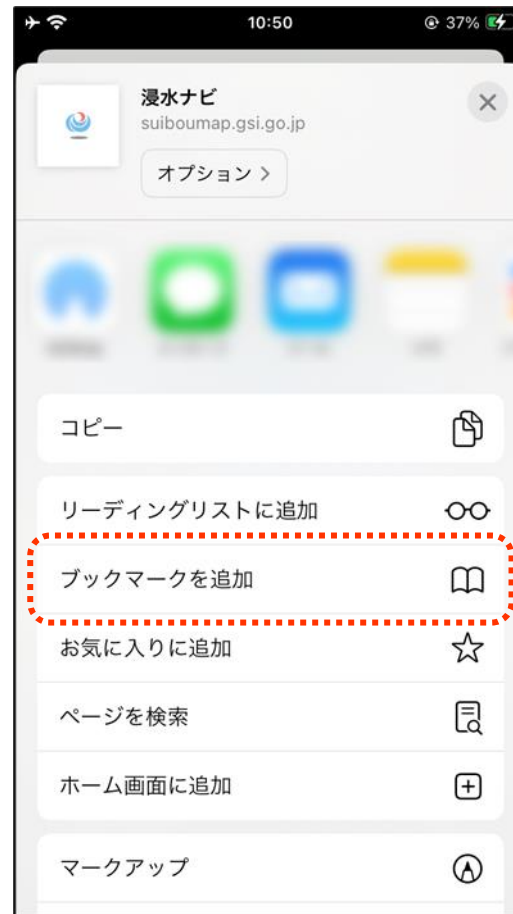 10:50
37%
浸水ナビ
suiboumap.gsi.go.jp
オプション >
コピー
リーディングリストに追加
ブックマークを追加
お気に入りに追加
ページを検索
ホーム画面に追加
マークアップ